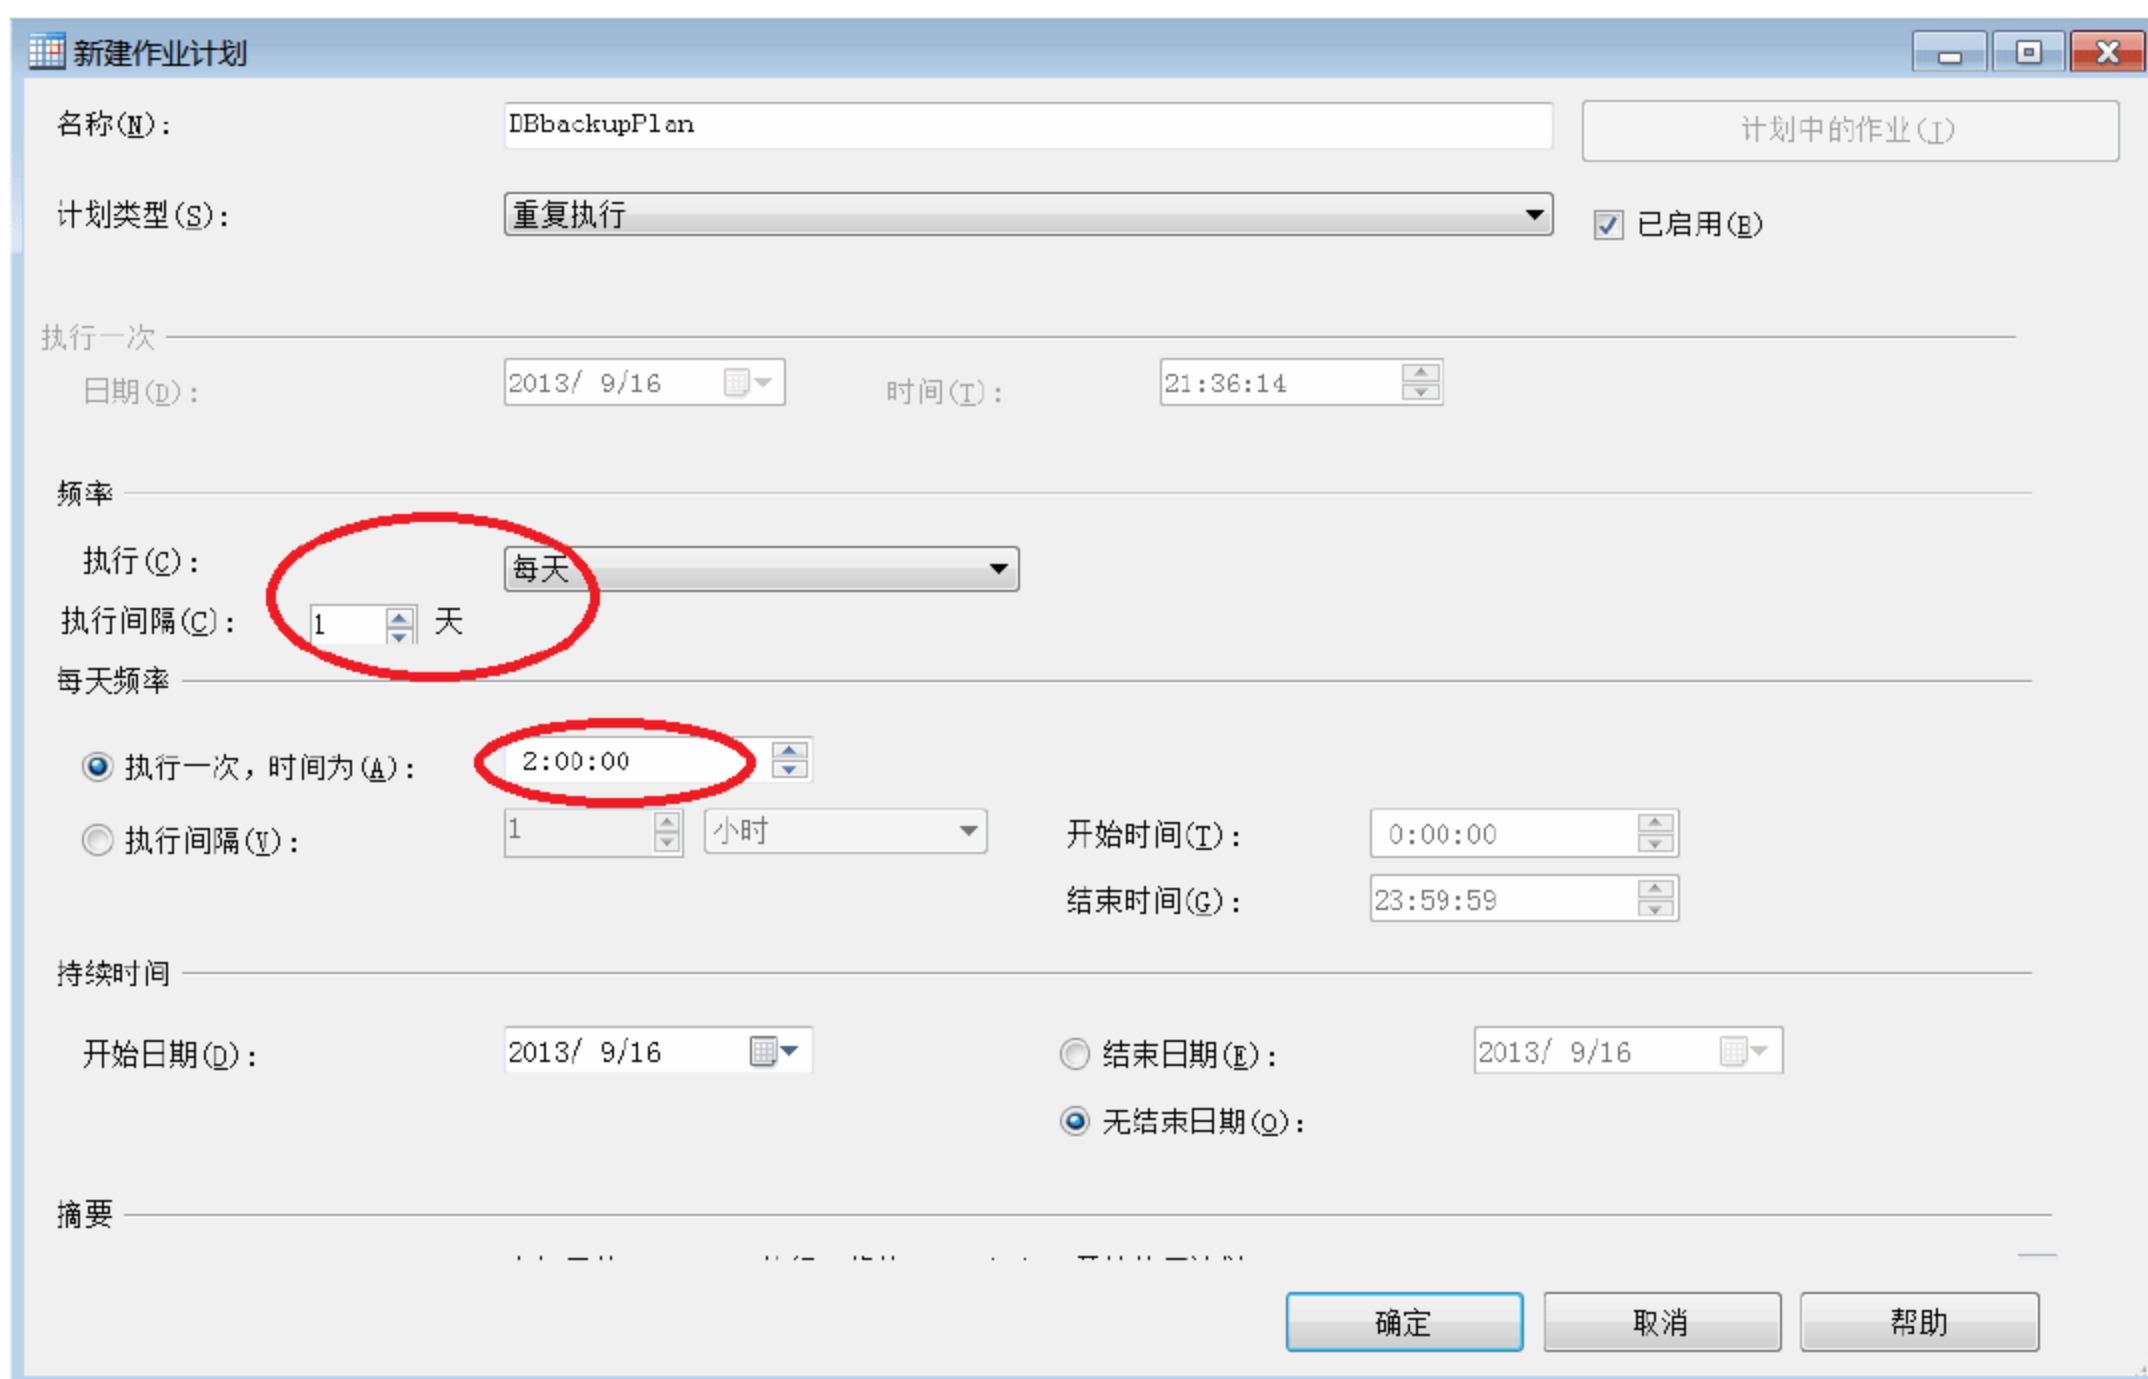 新建作业计划
名称(N): DBbackupPlan 计划中的作业(I)
计划类型(S): 重复执行 已启用(B)
执行一次
日期(D): 2013/ 9/16 时间(T): 21:36:14
频率
执行(C): 每天
执行间隔(C): 1 天
每天频率
执行一次，时间为(A): 2:00:00
执行间隔(V): 1 小时 开始时间(T): 0:00:00
结束时间(G): 23:59:59
持续时间
开始日期(D): 2013/ 9/16 结束日期(E): 2013/ 9/16
无结束日期(O):
摘要
确定 取消 帮助